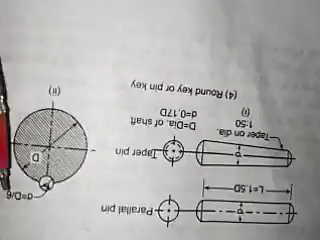 Parallal pin
L=1.5D
d
d=D/6
Taper pin
D
d
Taper on dia.
1:50
D=Dia. of shaft
d=0.17D
(i)
(ii)
(4) Round key or pin key